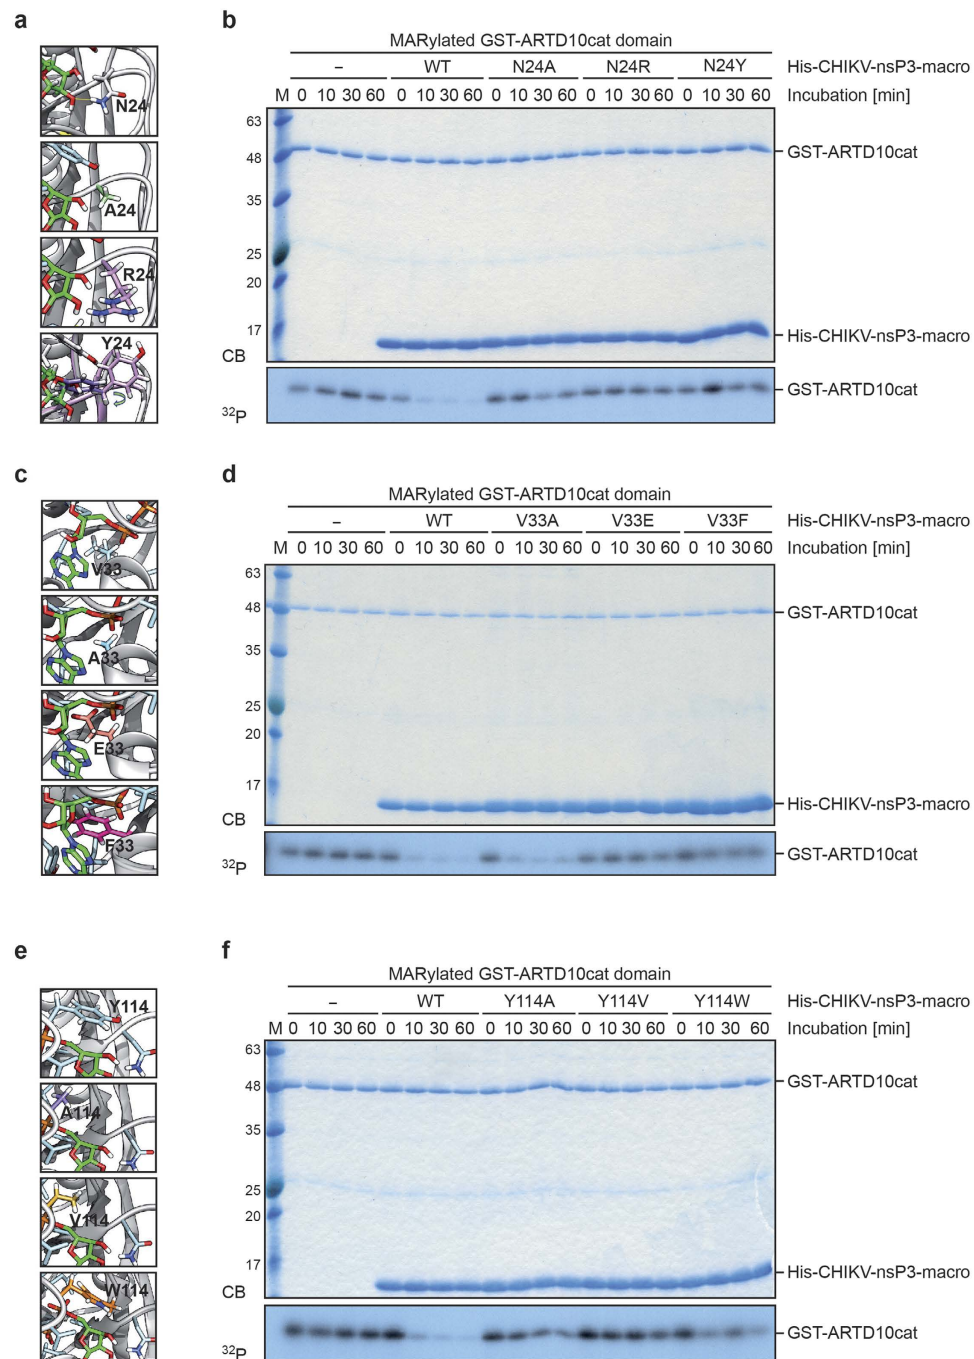 a
N24
A24
R24
Y24
b
MARylated GST-ARTD10cat domain
– WT N24A N24R N24Y His-CHIKV-nsP3-macro
M 0 10 30 60 0 10 30 60 0 10 30 60 0 10 30 60 0 10 30 60 Incubation [min]
63
48 GST-ARTD10cat
35
25
20
17 His-CHIKV-nsP3-macro
CB
GST-ARTD10cat
32P
c
V33
A33
E33
F33
d
MARylated GST-ARTD10cat domain
– WT V33A V33E V33F His-CHIKV-nsP3-macro
M 0 10 30 60 0 10 30 60 0 10 30 60 0 10 30 60 0 10 30 60 Incubation [min]
63
48 GST-ARTD10cat
35
25
20
17
His-CHIKV-nsP3-macro
CB
GST-ARTD10cat
32P
e
Y114
A114
V114
W114
f
MARylated GST-ARTD10cat domain
– WT Y114A Y114V Y114W His-CHIKV-nsP3-macro
M 0 10 30 60 0 10 30 60 0 10 30 60 0 10 30 60 0 10 30 60 Incubation [min]
63
48 GST-ARTD10cat
35
25
20
17 His-CHIKV-nsP3-macro
CB
GST-ARTD10cat
32P